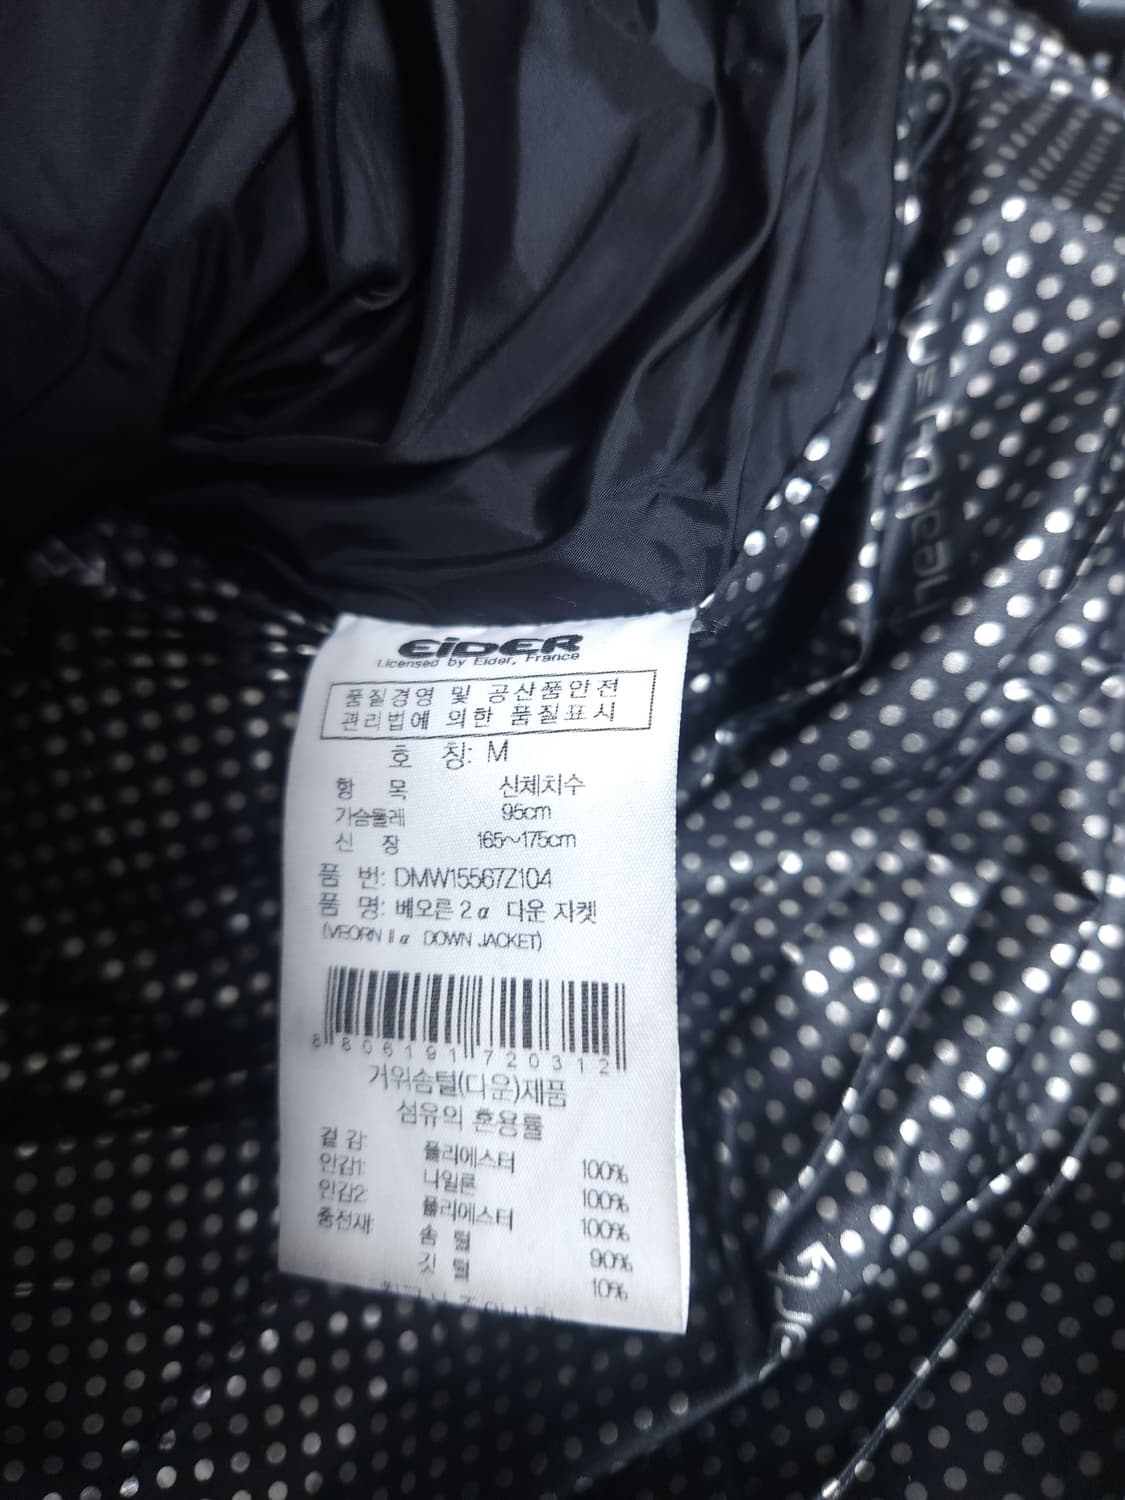 EiDER
Licensed by Eider, France
품질경영 및 공산품안전
관리법에 의한 품질표시
호 칭: M
항 목 신체치수
가슴둘레 95cm
신 장 165~175cm
품 번: DMW15567Z104
품 명: 베오른 2α 다운 자켓
(VEORN IIα DOWN JACKET)
8 806191 720312
거위솜털(다운)제품
섬유의 혼용률
겉감: 폴리에스터 100%
안감1: 나일론 100%
안감2: 폴리에스터 100%
충전재: 솜 털 90%
깃 털 10%